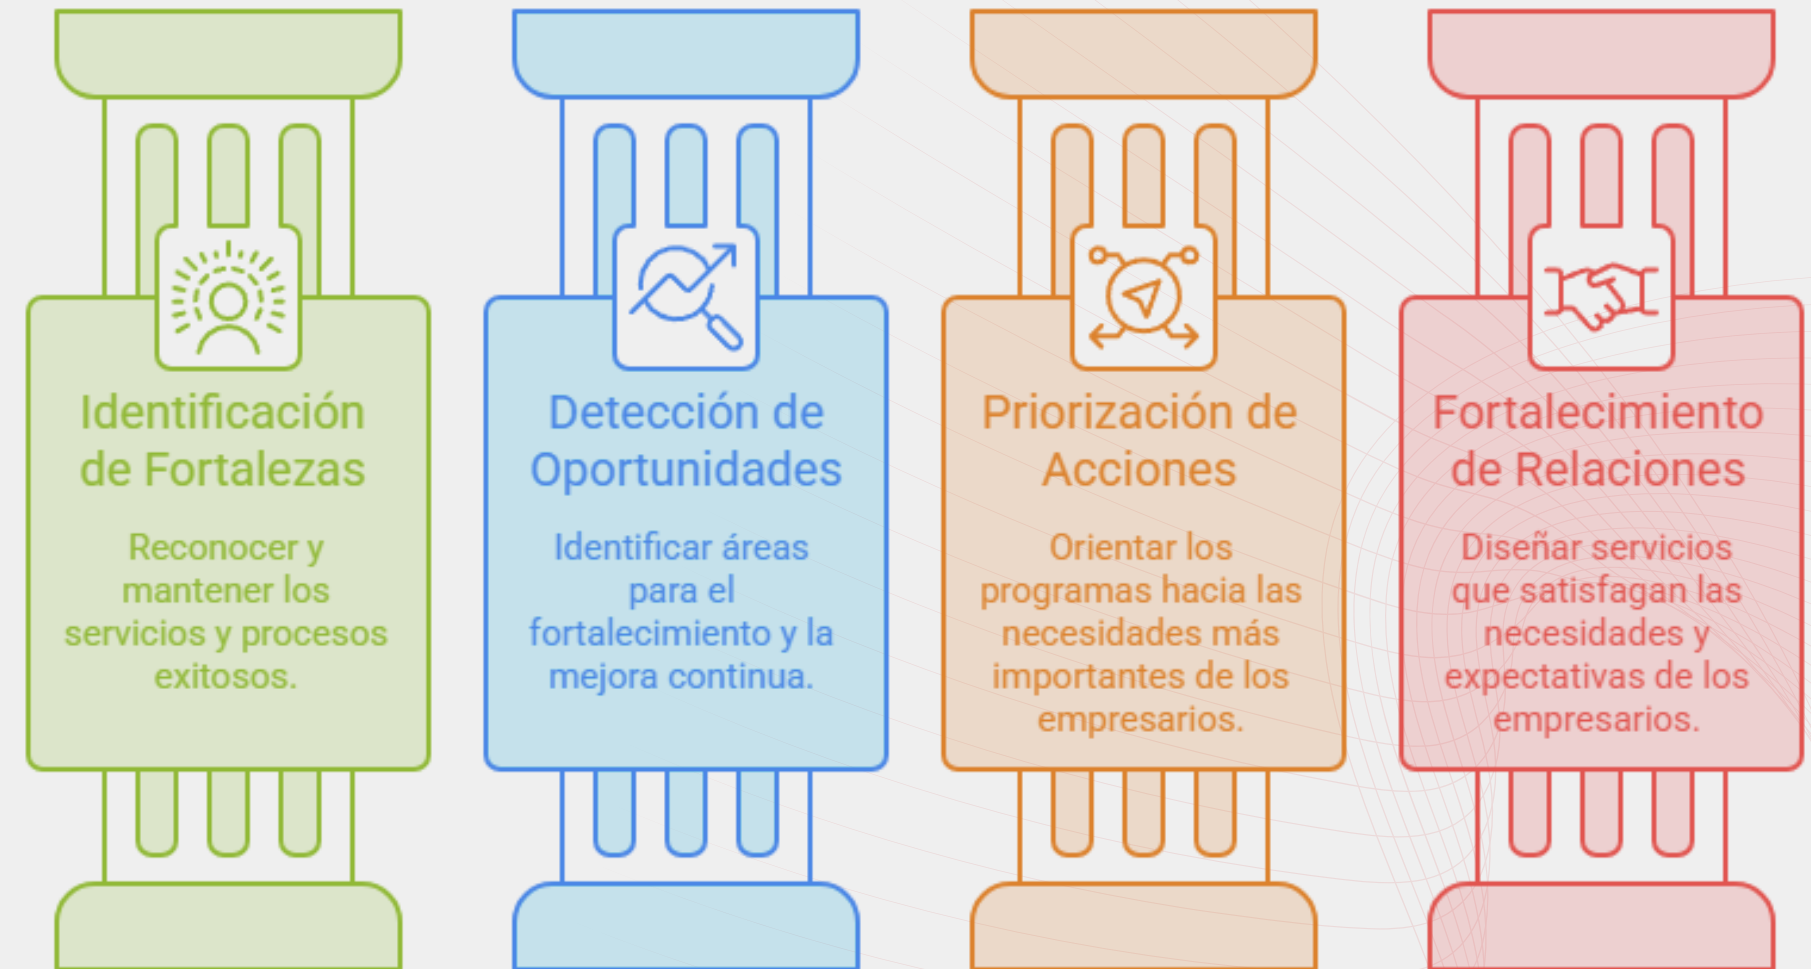 Identificación
de Fortalezas
Reconocer y
mantener los
servicios y procesos
exitosos.
Detección de
Oportunidades
Identificar áreas
para el
fortalecimiento y la
mejora continua.
Priorización de
Acciones
Orientar los
programas hacia las
necesidades más
importantes de los
empresarios.
Fortalecimiento
de Relaciones
Diseñar servicios
que satisfagan las
necesidades y
expectativas de los
empresarios.